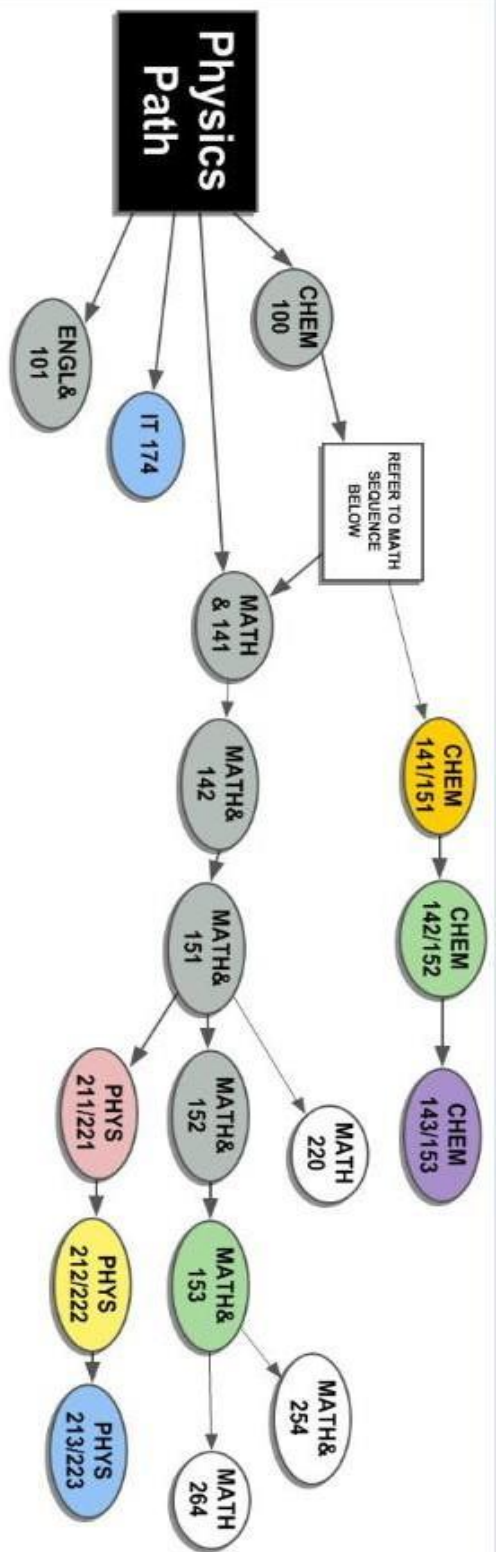 Physics
Path
CHEM
100
REFER TO MATH
SEQUENCE
BELOW
CHEM
141/151
CHEM
142/152
CHEM
143/153
MATH
& 141
MATH&
142
MATH&
151
MATH
220
MATH&
152
MATH&
153
MATH&
254
MATH
264
PHYS
211/221
PHYS
212/222
PHYS
213/223
IT 174
ENGL&
101